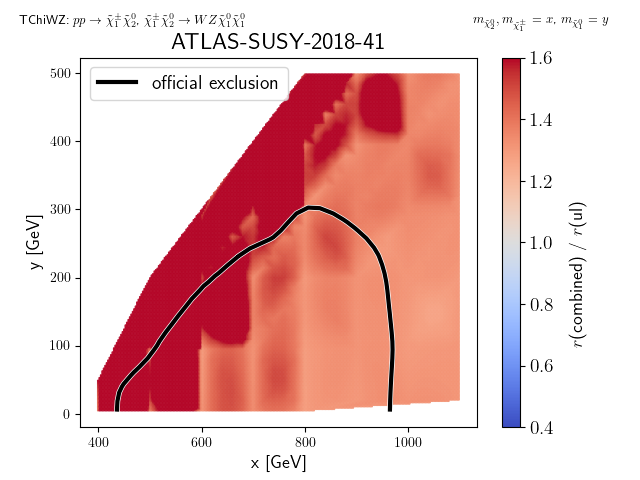 TChiWZ: $pp \to \tilde{\chi}_1^{\pm} \tilde{\chi}_2^0, \tilde{\chi}_1^{\pm} \tilde{\chi}_2^0 \to WZ \tilde{\chi}_1^0 \tilde{\chi}_1^0$
$m_{\tilde{\chi}_2^0}, m_{\tilde{\chi}_1^{\pm}} = x, m_{\tilde{\chi}_1^0} = y$
ATLAS-SUSY-2018-41
official exclusion
500
400
300
200
100
0
y [GeV]
400 600 800 1000
x [GeV]
1.6
1.4
1.2
1.0
0.8
0.6
0.4
r(combined) / r(ul)